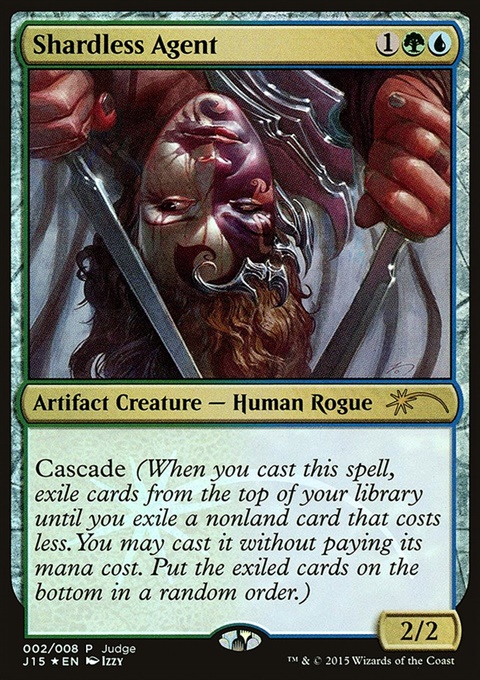 Shardless Agent 1
Artifact Creature — Human Rogue
Cascade (When you cast this spell,
exile cards from the top of your library
until you exile a nonland card that costs
less. You may cast it without paying its
mana cost. Put the exiled cards on the
bottom in a random order.)
2/2
002/008 P Judge
J15 ★ EN Izzy
™ & © 2015 Wizards of the Coast